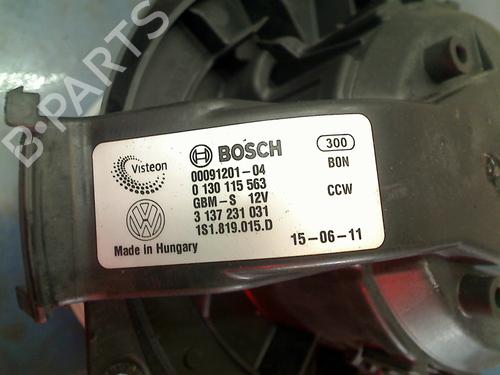 B-PARTS
Visteon
BOSCH
300
00091201-04
BON
0 130 115 563
GBM-S 12V
CCW
3 137 231 031
1S1.819.015.D
Made in Hungary
15-06-11